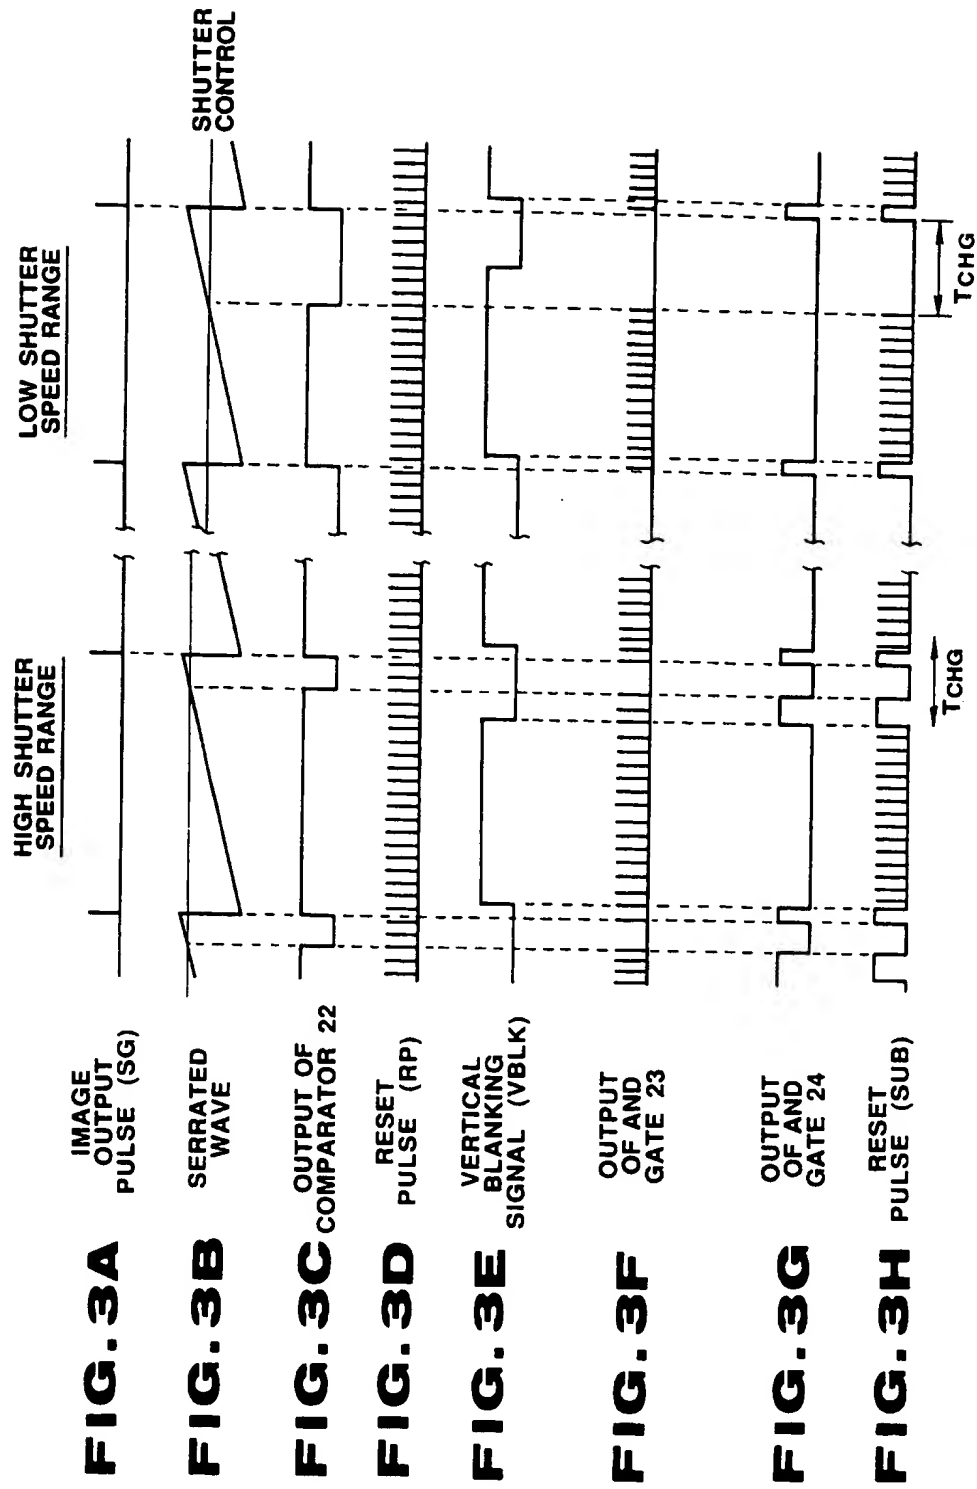 HIGH SHUTTER
SPEED RANGE
LOW SHUTTER
SPEED RANGE
FIG.3A
IMAGE
OUTPUT
PULSE (SG)
FIG.3B
SERRATED
WAVE
SHUTTER
CONTROL
FIG.3C
OUTPUT OF
COMPARATOR 22
FIG.3D
RESET
PULSE (RP)
FIG.3E
VERTICAL
BLANKING
SIGNAL (VBLK)
FIG.3F
OUTPUT
OF AND
GATE 23
FIG.3G
OUTPUT
OF AND
GATE 24
FIG.3H
RESET
PULSE (SUB)
TCHG
TCHG